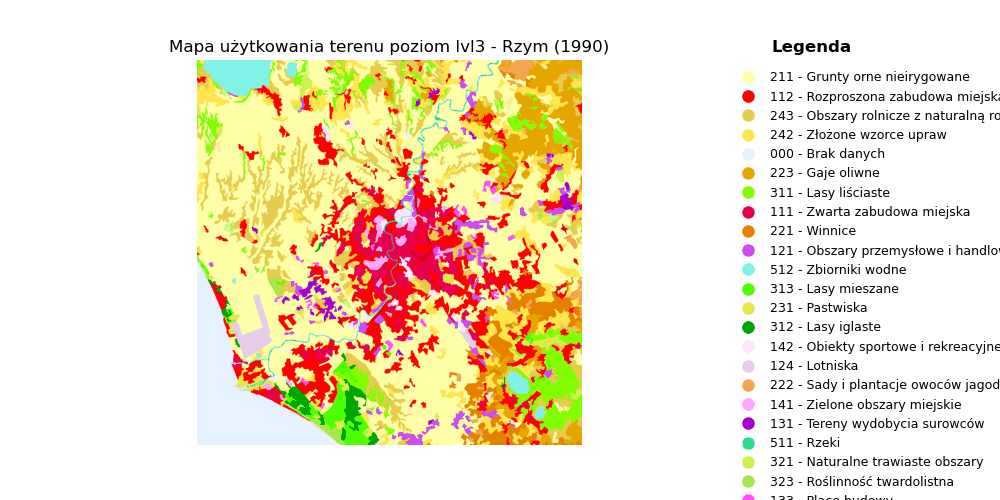 Mapa użytkowania terenu poziom lvl3 - Rzym (1990)
Legenda
211 - Grunty orne nieirygowane
112 - Rozproszona zabudowa miejska
243 - Obszary rolnicze z naturalną ro
242 - Złożone wzorce upraw
000 - Brak danych
223 - Gaje oliwne
311 - Lasy liściaste
111 - Zwarta zabudowa miejska
221 - Winnice
121 - Obszary przemysłowe i handlow
512 - Zbiorniki wodne
313 - Lasy mieszane
231 - Pastwiska
312 - Lasy iglaste
142 - Obiekty sportowe i rekreacyjne
124 - Lotniska
222 - Sady i plantacje owoców jagod
141 - Zielone obszary miejskie
131 - Tereny wydobycia surowców
511 - Rzeki
321 - Naturalne trawiaste obszary
323 - Roślinność twardolistna
133 - Place budowy